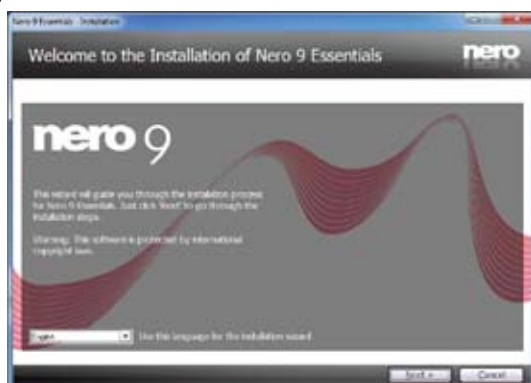 Nero 9 Essentials - Installation
Welcome to the Installation of Nero 9 Essentials
nero
nero 9
This wizard will guide you through the installation process
for Nero 9 Essentials. Just click 'Next' to go through the
installation steps.
Warning: This software is protected by international
copyright laws.
English
Use this language for the installation wizard
Next >
Cancel